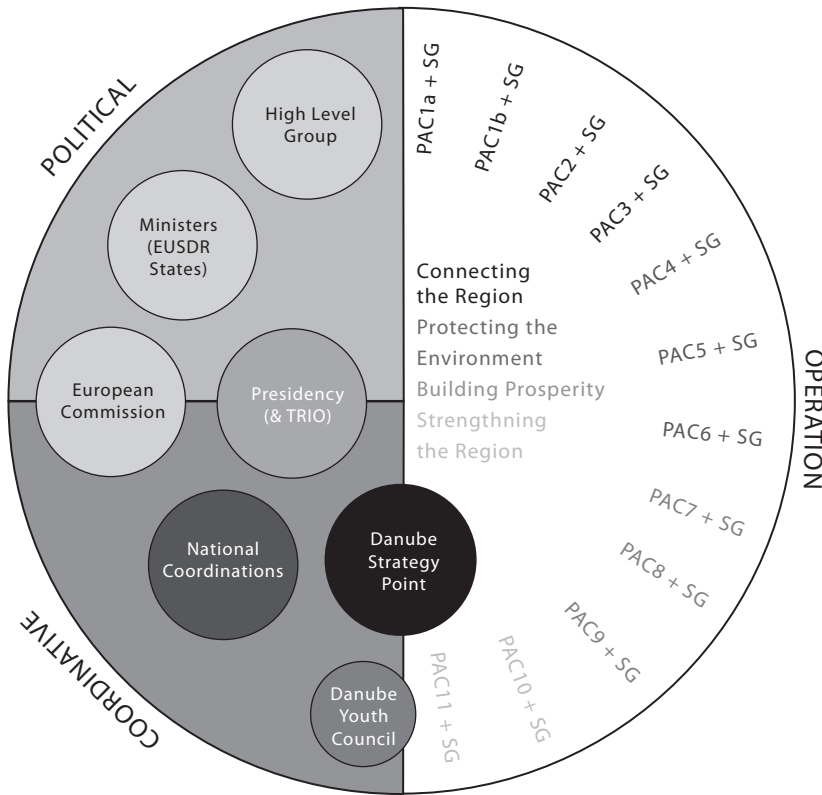 POLITICAL
High Level
Group
Ministers
(EUSDR
States)
European
Commission
Presidency
(& TRIO)
COORDINATIVE
National
Coordinations
Danube
Strategy
Point
Danube
Youth
Council
OPERATION
PAC1a + SG
PAC1b + SG
PAC2 + SG
PAC3 + SG
PAC4 + SG
PAC5 + SG
PAC6 + SG
PAC7 + SG
PAC8 + SG
PAC9 + SG
PAC10 + SG
PAC11 + SG
Connecting
the Region
Protecting the
Environment
Building Prosperity
Strengthning
the Region